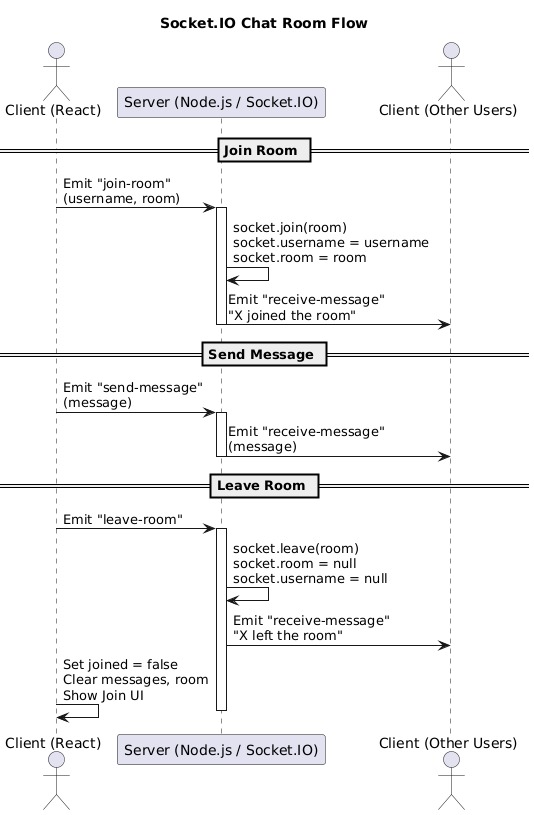 Socket.IO Chat Room Flow
Client (React)
Server (Node.js / Socket.IO)
Client (Other Users)
Join Room
Emit "join-room"
(username, room)
socket.join(room)
socket.username = username
socket.room = room
Emit "receive-message"
"X joined the room"
Send Message
Emit "send-message"
(message)
Emit "receive-message"
(message)
Leave Room
Emit "leave-room"
socket.leave(room)
socket.room = null
socket.username = null
Emit "receive-message"
"X left the room"
Set joined = false
Clear messages, room
Show Join UI
Client (React)
Server (Node.js / Socket.IO)
Client (Other Users)